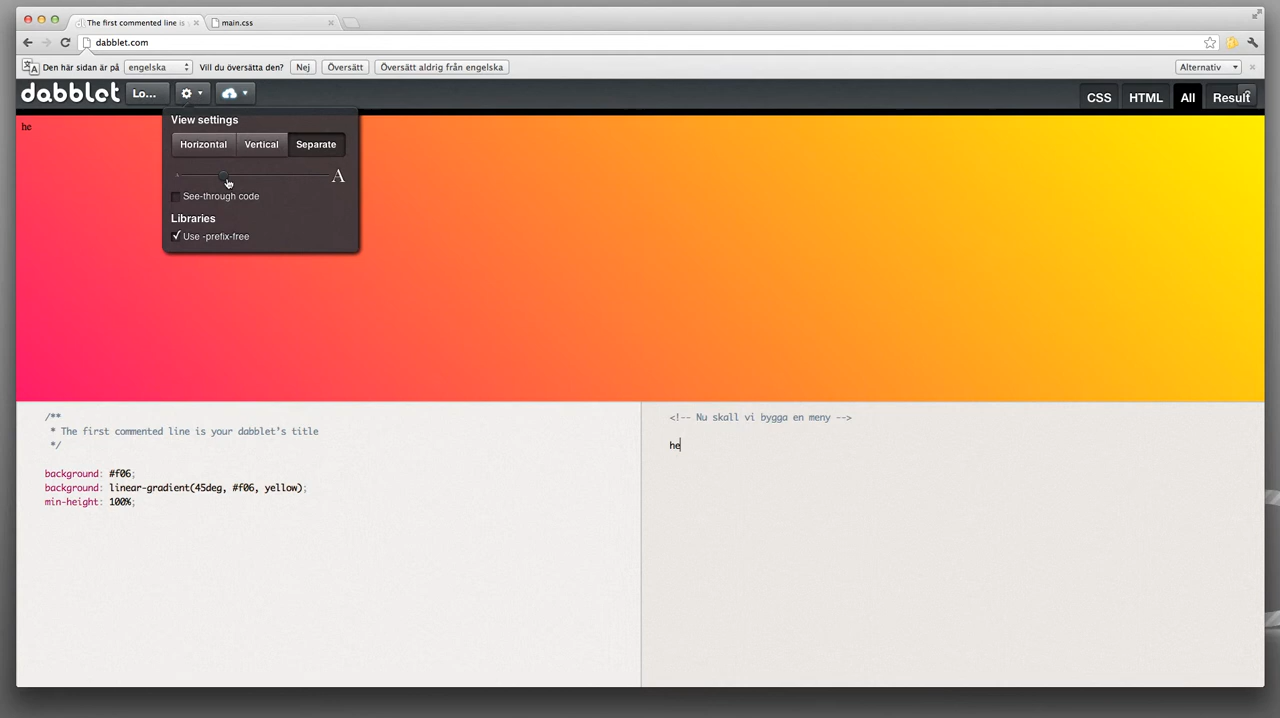 The first commented line is
main.css
dabblet.com
Den här sidan är på engelska Vill du översätta den? Nej Översätt Översätt aldrig från engelska Alternativ
dabblet Lo... CSS HTML All Result
he
View settings
Horizontal Vertical Separate
A
See-through code
Libraries
Use -prefix-free
/**
* The first commented line is your dabblet’s title
*/
background: #f06;
background: linear-gradient(45deg, #f06, yellow);
min-height: 100%;
<!-- Nu skall vi bygga en meny -->
he